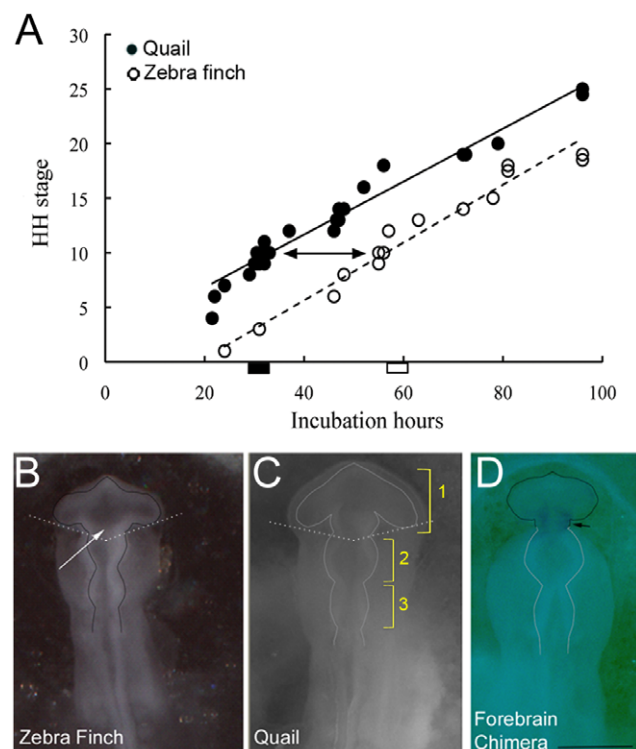 A
Quail
Zebra finch
HH stage
30
25
20
15
10
5
0
0 20 40 60 80 100
Incubation hours
B
Zebra Finch
C
1
2
3
Quail
D
Forebrain
Chimera